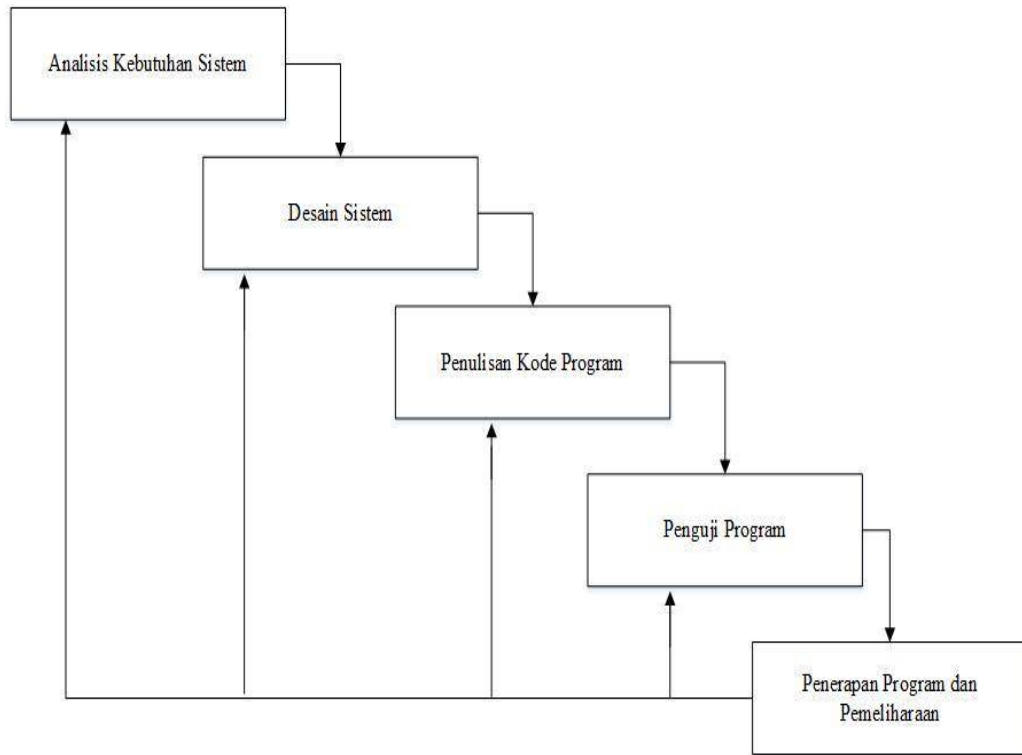 Analisis Kebutuhan Sistem
Desain Sistem
Penulisan Kode Program
Penguji Program
Penerapan Program dan
Pemeliharaan